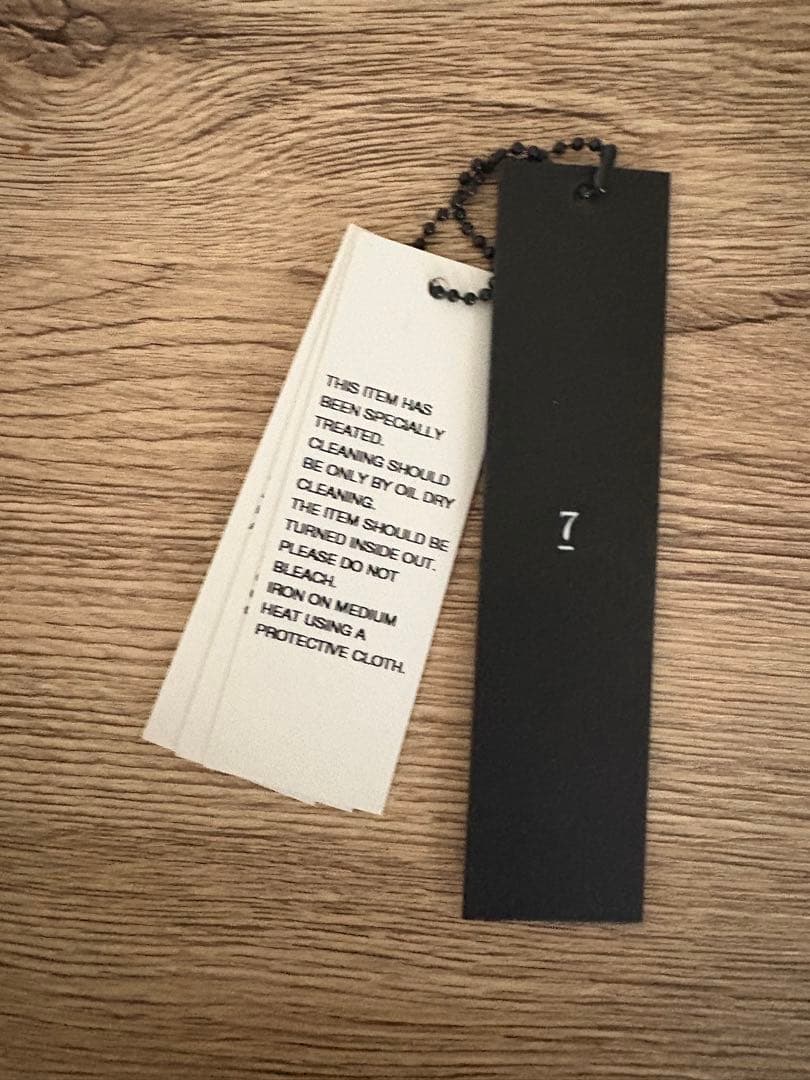 THIS ITEM HAS
BEEN SPECIALLY
TREATED.
CLEANING SHOULD
BE ONLY BY OIL DRY
CLEANING.
THE ITEM SHOULD BE
TURNED INSIDE OUT.
PLEASE DO NOT
BLEACH.
IRON ON MEDIUM
HEAT USING A
PROTECTIVE CLOTH.
7